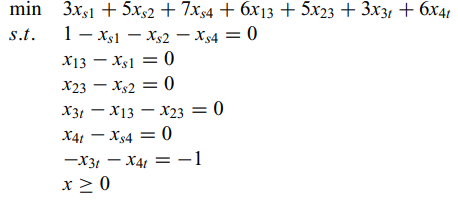 min 3x_{s1} + 5x_{s2} + 7x_{s4} + 6x_{13} + 5x_{23} + 3x_{3t} + 6x_{4t}
s.t. 1 − x_{s1} − x_{s2} − x_{s4} = 0
x_{13} − x_{s1} = 0
x_{23} − x_{s2} = 0
x_{3t} − x_{13} − x_{23} = 0
x_{4t} − x_{s4} = 0
−x_{3t} − x_{4t} = −1
x ≥ 0